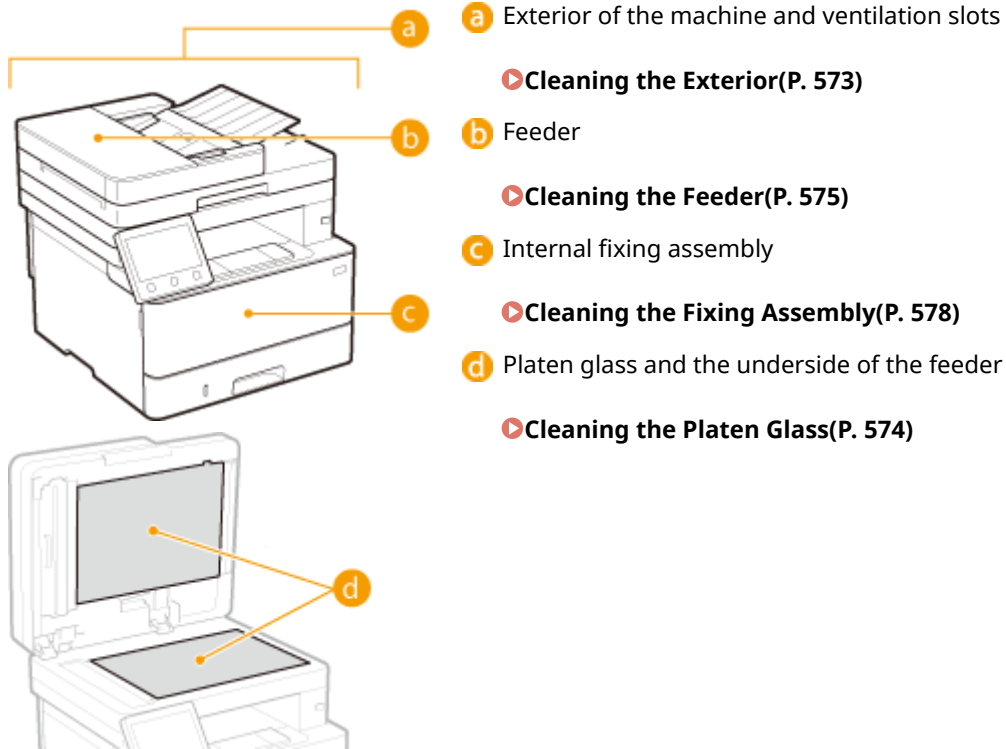 a Exterior of the machine and ventilation slots
Cleaning the Exterior(P. 573)
b Feeder
Cleaning the Feeder(P. 575)
c Internal fixing assembly
Cleaning the Fixing Assembly(P. 578)
d Platen glass and the underside of the feeder
Cleaning the Platen Glass(P. 574)
a
b
c
d